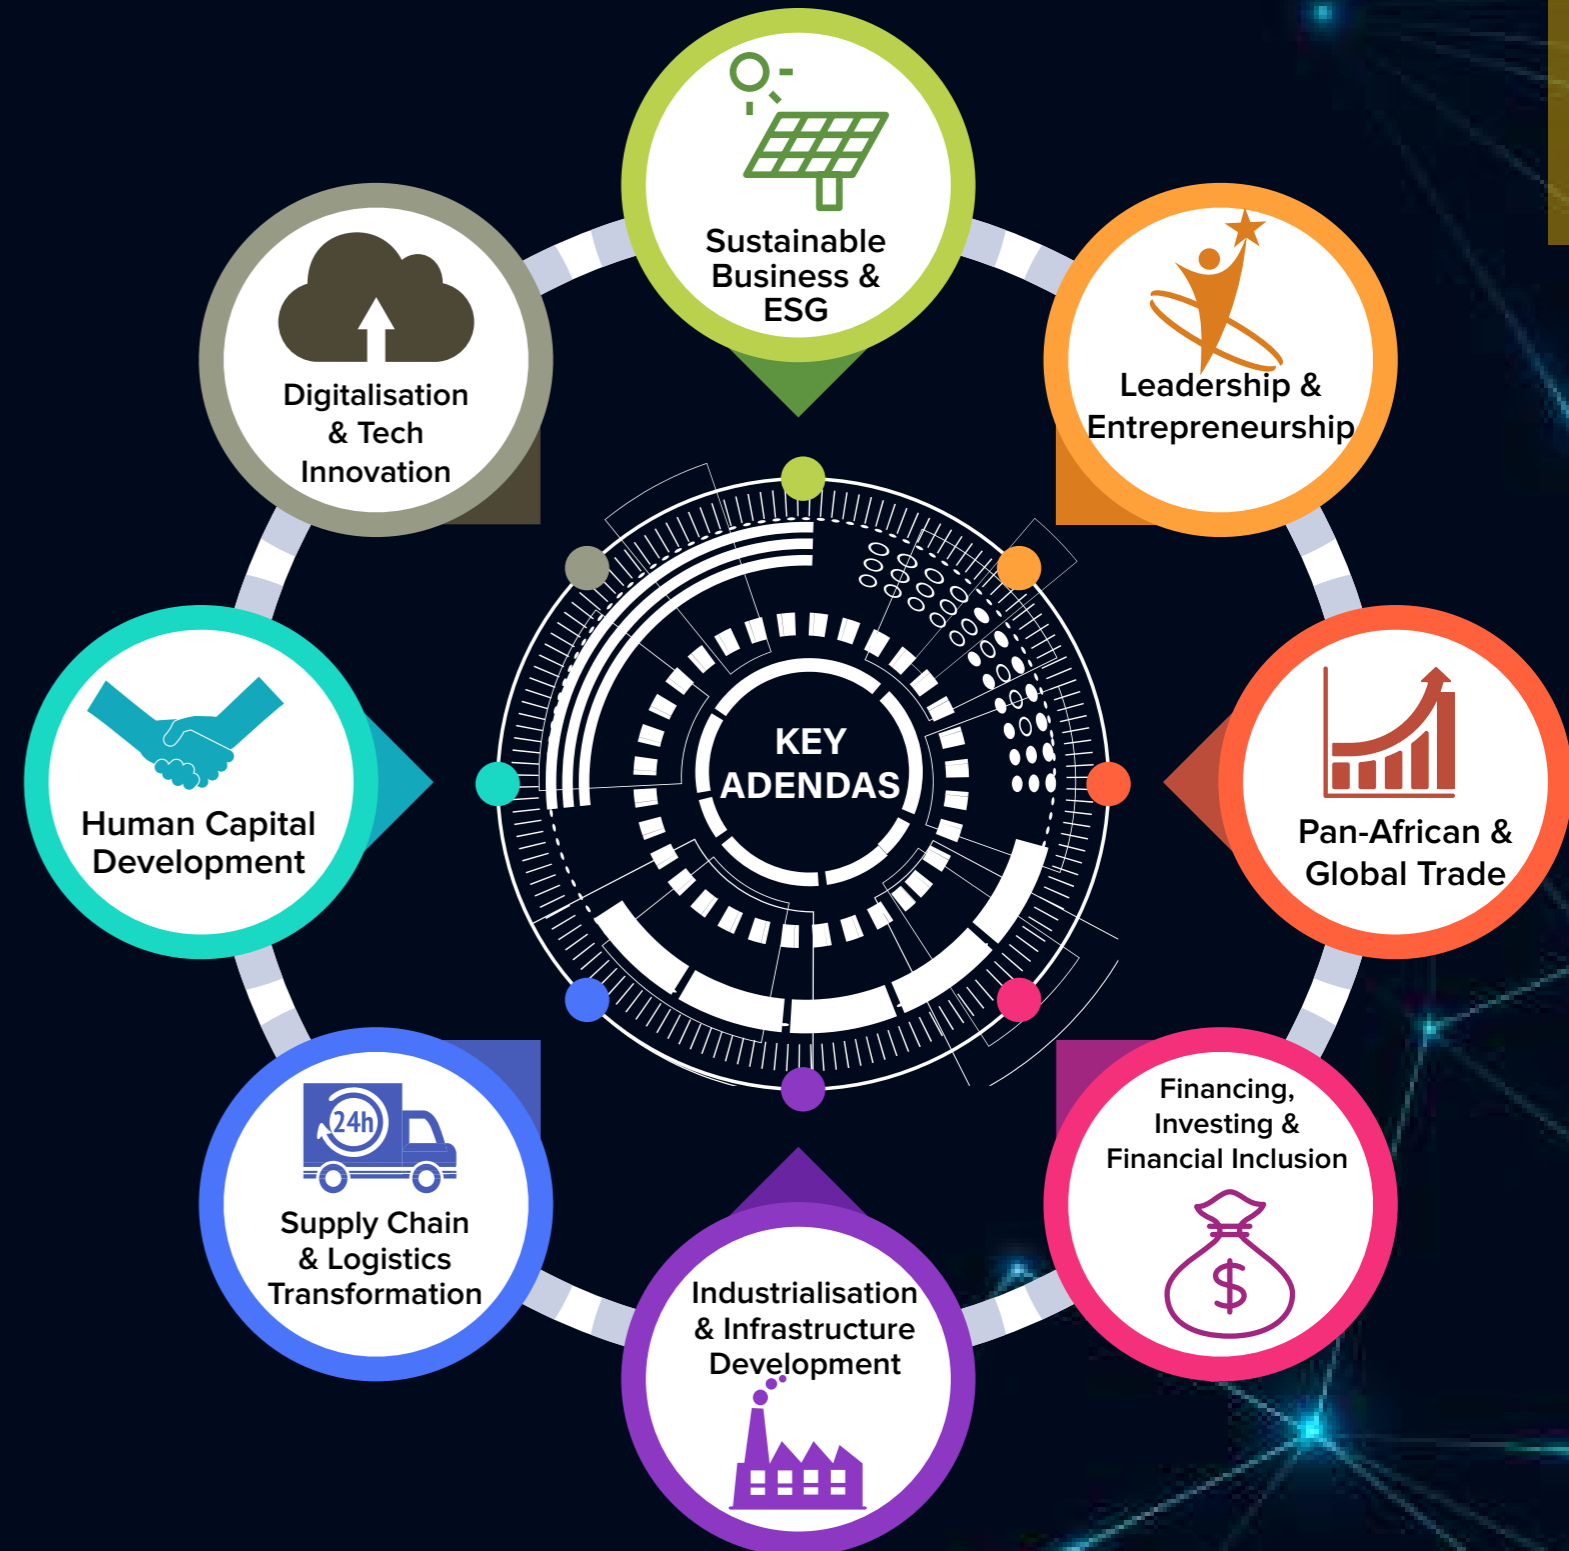 Sustainable
Business &
ESG
Leadership &
Entrepreneurship
Pan-African &
Global Trade
Financing,
Investing &
Financial Inclusion
Industrialisation
& Infrastructure
Development
24h
Supply Chain
& Logistics
Transformation
Human Capital
Development
Digitalisation
& Tech
Innovation
KEY
ADENDAS